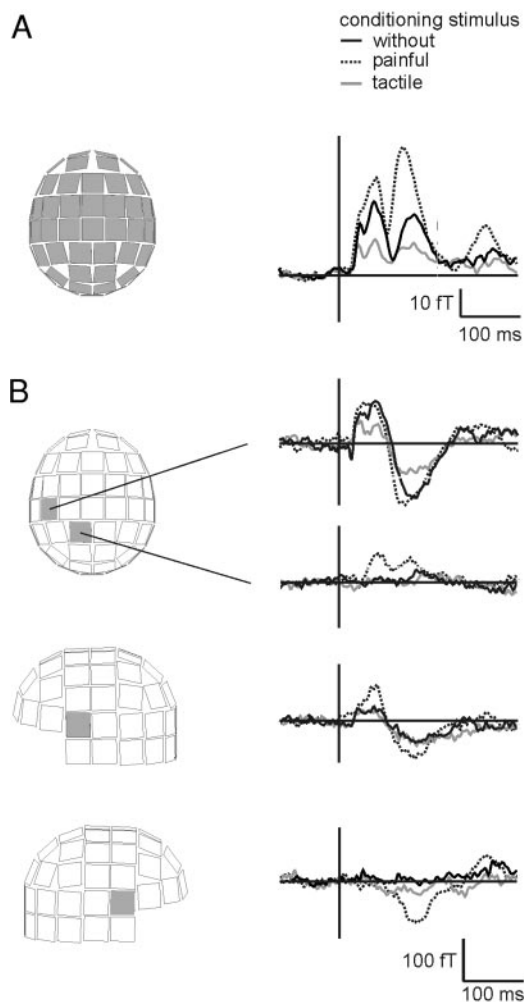 A
conditioning stimulus
without
painful
tactile
10 fT
100 ms
B
100 fT
100 ms